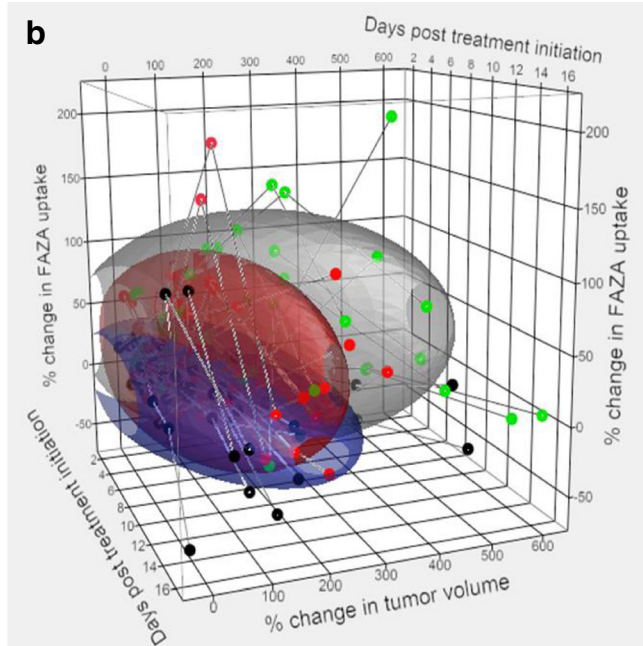 b
Days post treatment initiation
0 100 200 300 400 500 600 2 4 6 8 10 12 14 16
200
150
100
50
0
-50
% change in FAZA uptake
200
150
100
50
0
-50
% change in FAZA uptake
2
4
6
8
10
12
14
16
Days post treatment initiation
0 100 200 300 400 500 600
% change in tumor volume